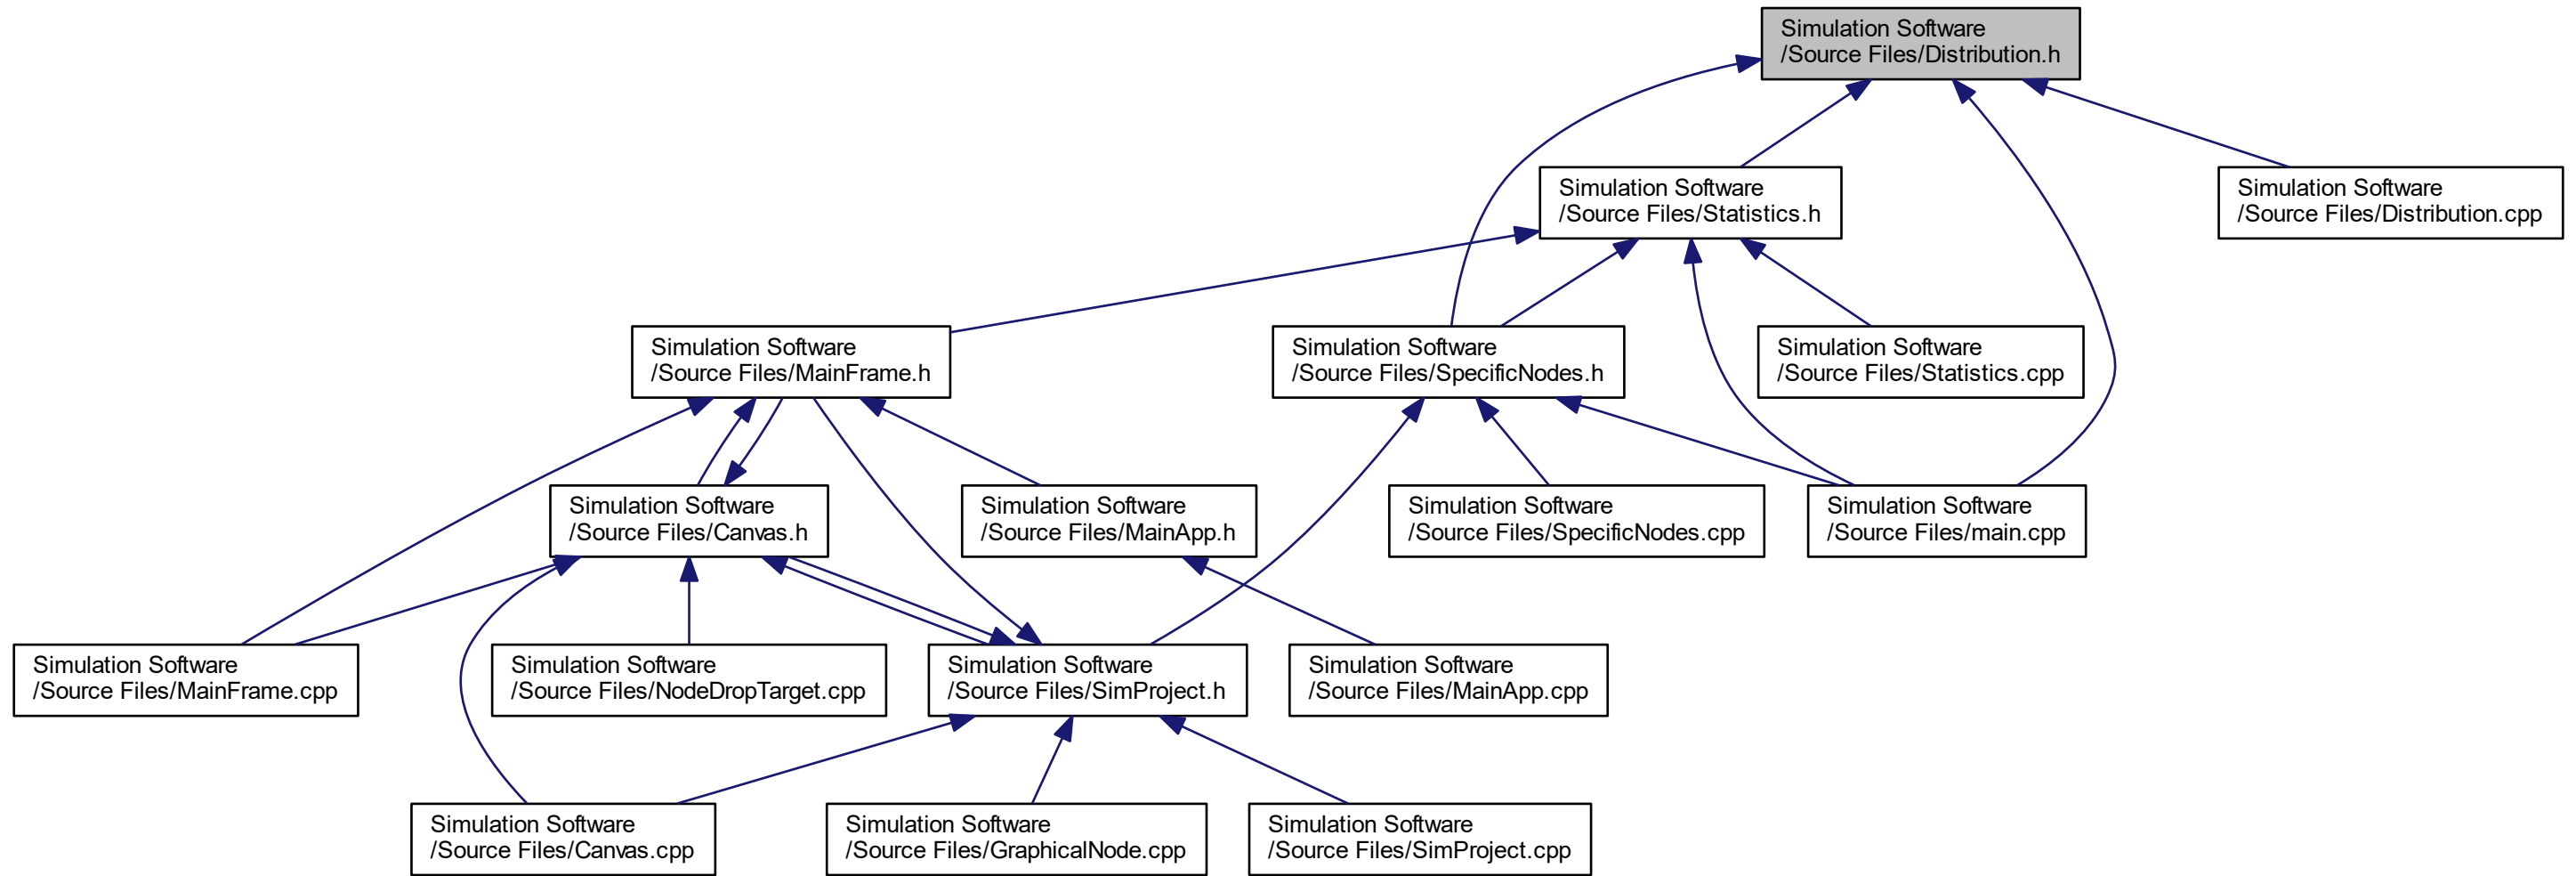 Simulation Software
/Source Files/Distribution.h
Simulation Software
/Source Files/Statistics.h
Simulation Software
/Source Files/Distribution.cpp
Simulation Software
/Source Files/MainFrame.h
Simulation Software
/Source Files/SpecificNodes.h
Simulation Software
/Source Files/Statistics.cpp
Simulation Software
/Source Files/Canvas.h
Simulation Software
/Source Files/MainApp.h
Simulation Software
/Source Files/SpecificNodes.cpp
Simulation Software
/Source Files/main.cpp
Simulation Software
/Source Files/MainFrame.cpp
Simulation Software
/Source Files/NodeDropTarget.cpp
Simulation Software
/Source Files/SimProject.h
Simulation Software
/Source Files/MainApp.cpp
Simulation Software
/Source Files/Canvas.cpp
Simulation Software
/Source Files/GraphicalNode.cpp
Simulation Software
/Source Files/SimProject.cpp